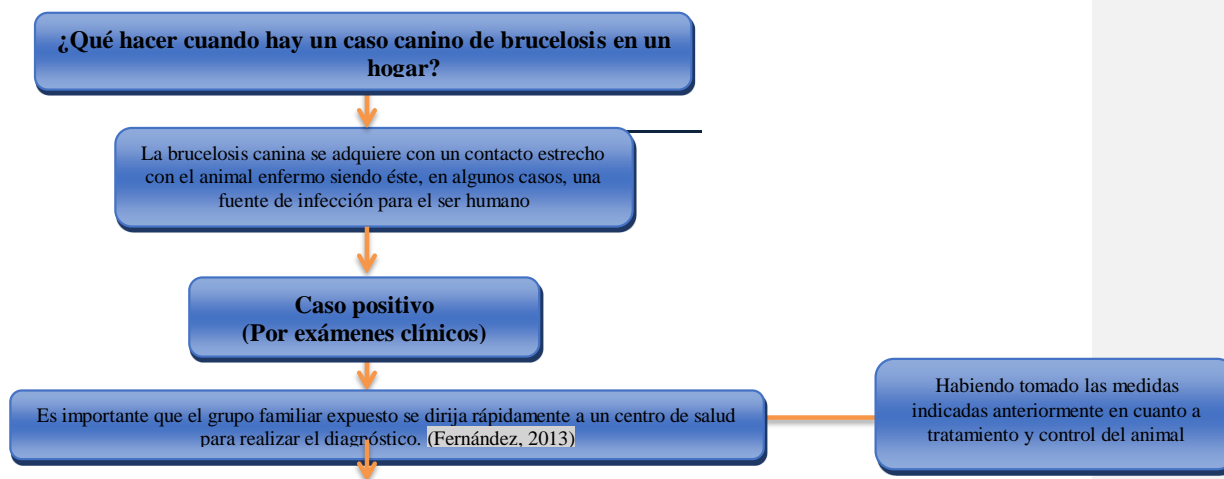 ¿Qué hacer cuando hay un caso canino de brucelosis en un
hogar?
La brucelosis canina se adquiere con un contacto estrecho
con el animal enfermo siendo éste, en algunos casos, una
fuente de infección para el ser humano
Caso positivo
(Por exámenes clínicos)
Es importante que el grupo familiar expuesto se dirija rápidamente a un centro de salud
para realizar el diagnóstico. (Fernández, 2013)
Habiendo tomado las medidas
indicadas anteriormente en cuanto a
tratamiento y control del animal